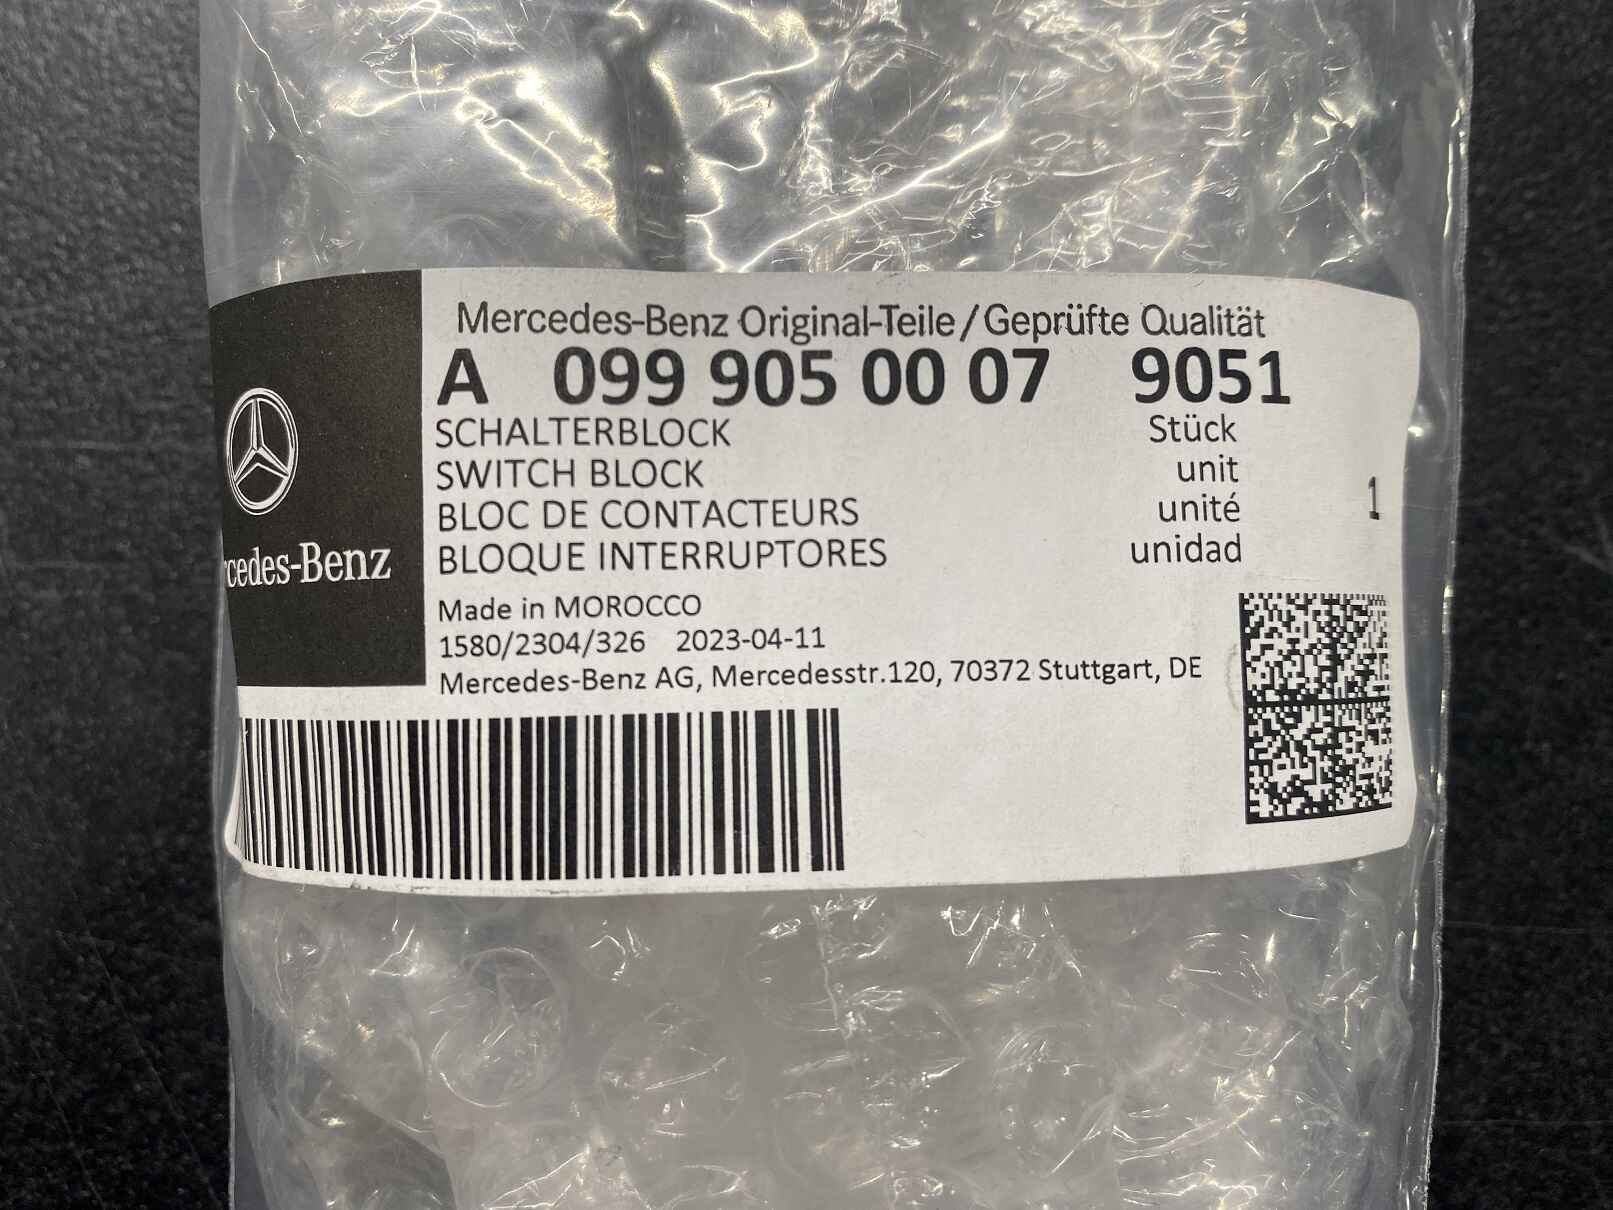 Mercedes-Benz Original-Teile/Geprüfte Qualität
A 099 905 00 07 9051
SCHALTERBLOCK Stück
SWITCH BLOCK unit
BLOC DE CONTACTEURS unité 1
BLOQUE INTERRUPTORES unidad
rcedes-Benz
Made in MOROCCO
1580/2304/326 2023-04-11
Mercedes-Benz AG, Mercedesstr.120, 70372 Stuttgart, DE